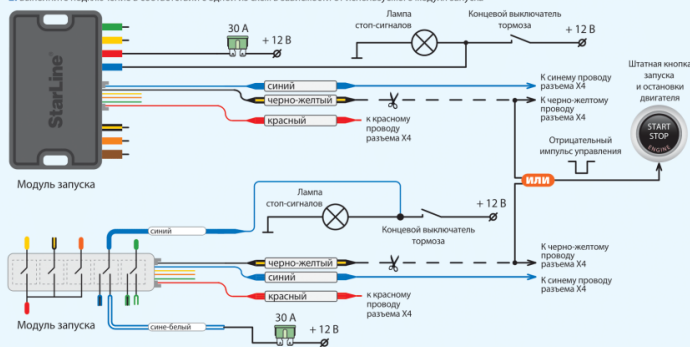 30 А
+ 12 В
Лампа
стоп-сигналов
Концевой выключатель
тормоза
+ 12 В
StarLine
синий
черно-желтый
красный
к красному
проводу
разъема X4
К синему проводу
разъема X4
К черно-желтому
проводу
разъема X4
Штатная кнопка
запуска
и остановки
двигателя
START
STOP
ENGINE
Отрицательный
импульс управления
ИЛИ
Модуль запуска
Лампа
стоп-сигналов
+ 12 В
Концевой выключатель
тормоза
синий
черно-желтый
синий
красный
к красному
проводу
разъема X4
К черно-желтому
проводу
разъема X4
К синему проводу
разъема X4
Модуль запуска
сине-белый
30 А
+ 12 В